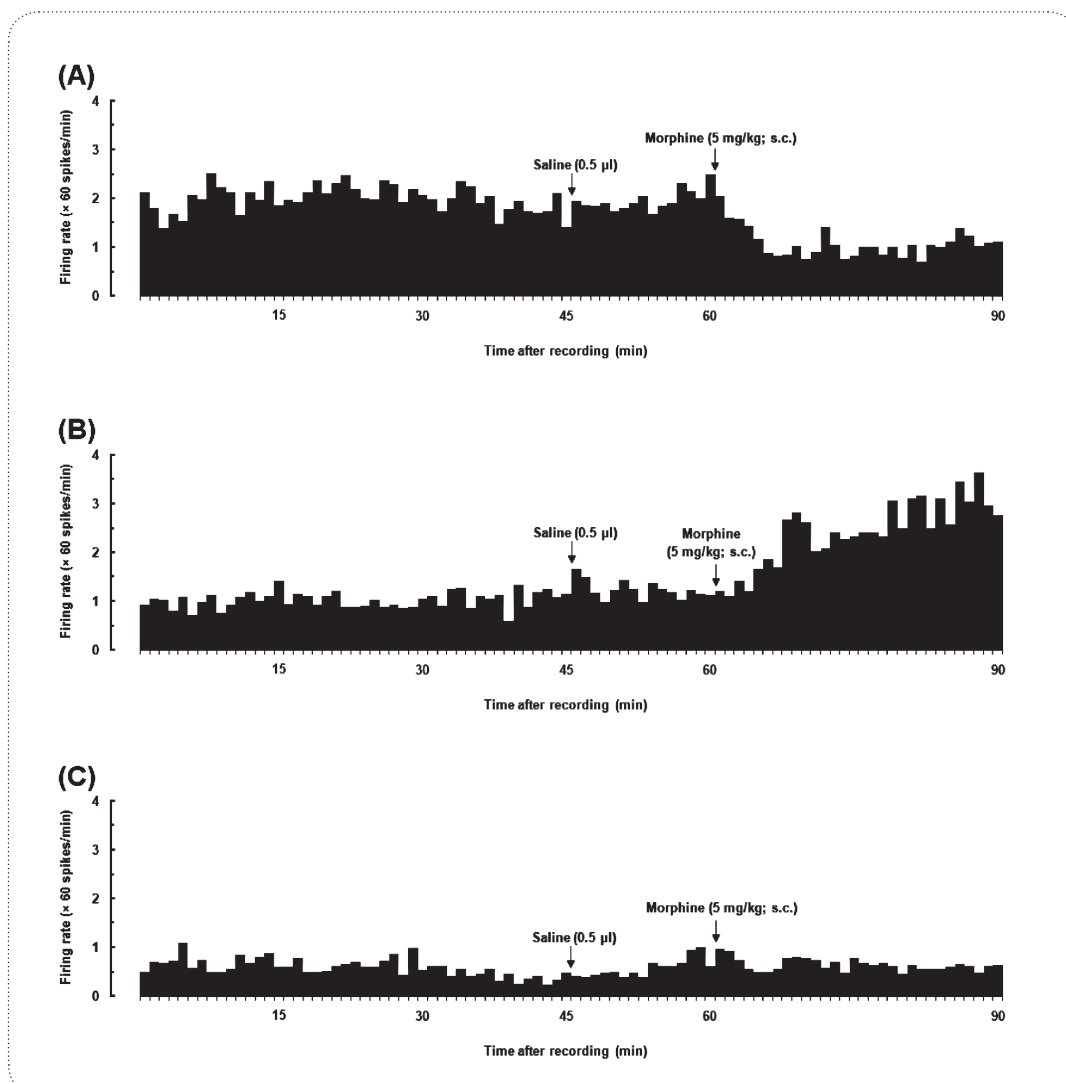 (A)
Firing rate (× 60 spikes/min)
4
3
2
1
0
Saline (0.5 µl)
Morphine (5 mg/kg; s.c.)
15 30 45 60 90
Time after recording (min)
(B)
Firing rate (× 60 spikes/min)
4
3
2
1
0
Saline (0.5 µl)
Morphine
(5 mg/kg; s.c.)
15 30 45 60 90
Time after recording (min)
(C)
Firing rate (× 60 spikes/min)
4
3
2
1
0
Saline (0.5 µl)
Morphine (5 mg/kg; s.c.)
15 30 45 60 90
Time after recording (min)